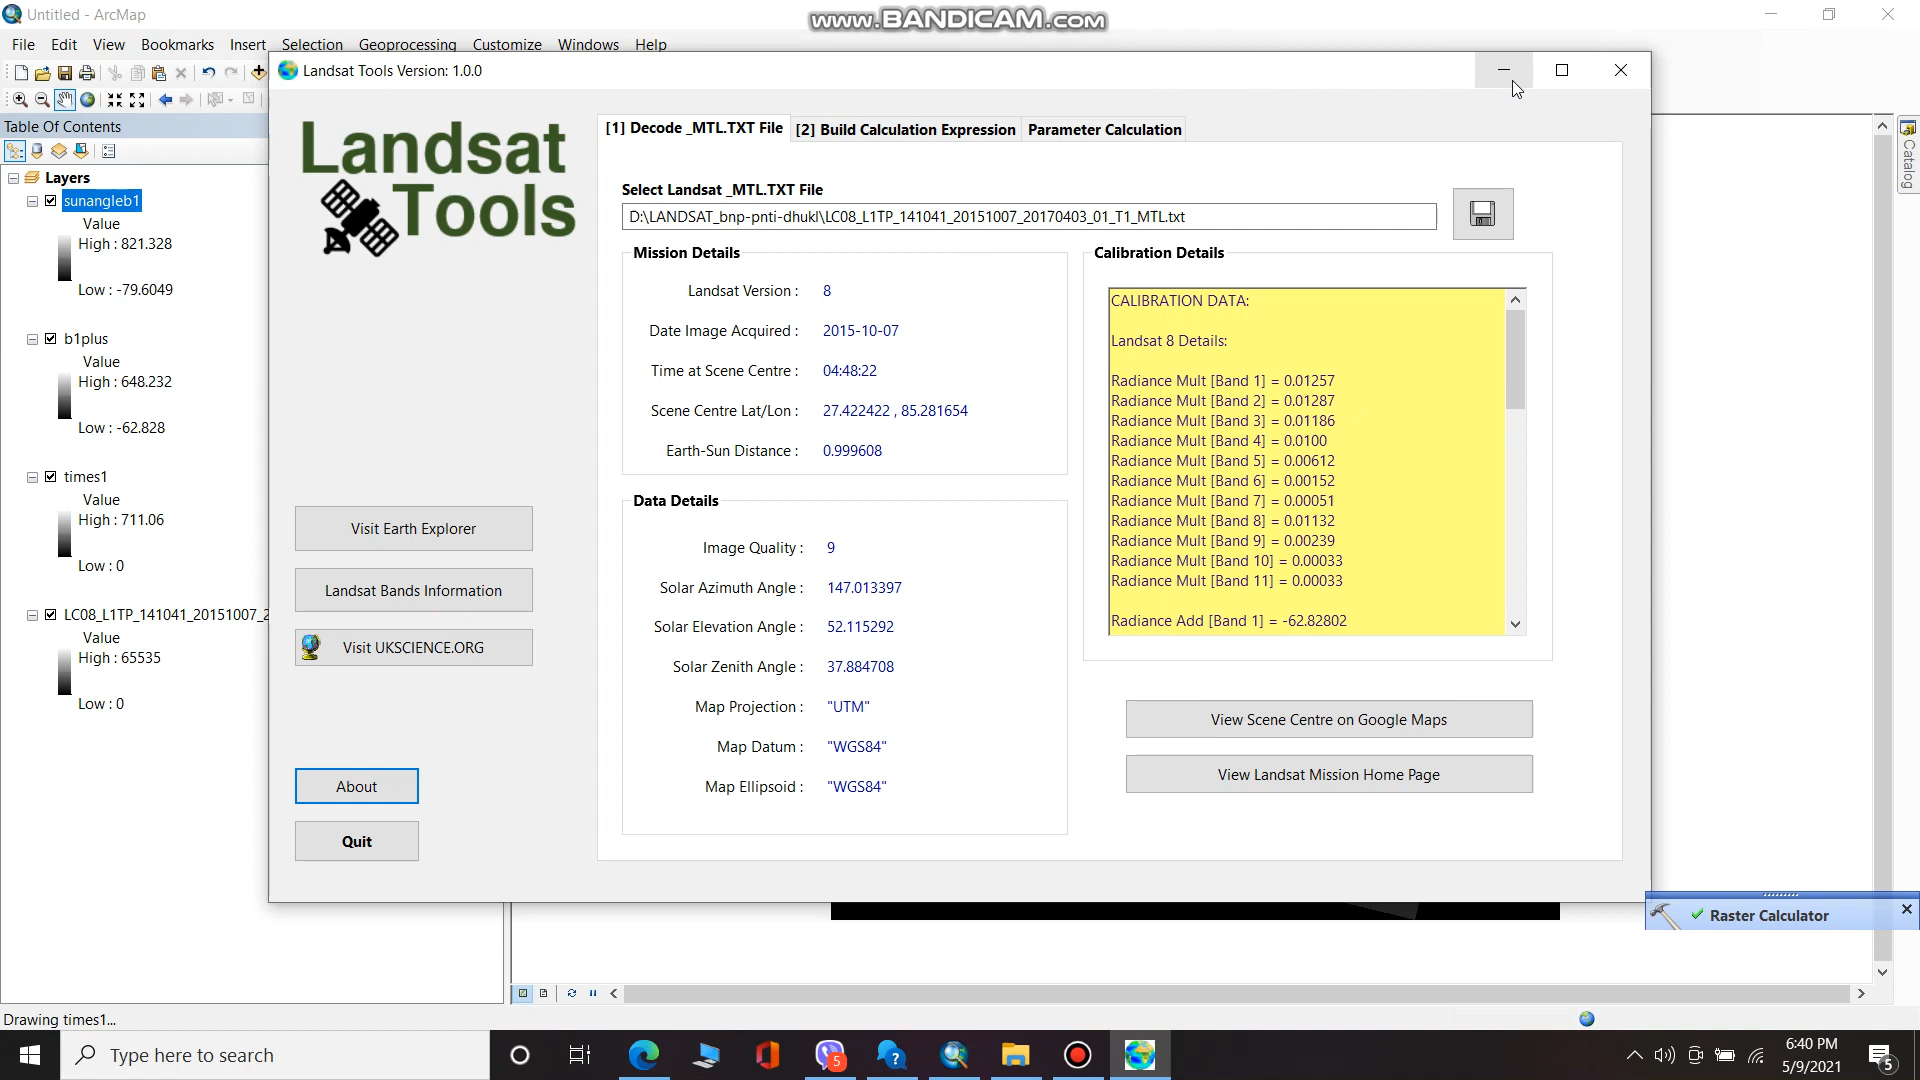 Untitled - ArcMap
www.BANDICAM.com
File Edit View Bookmarks Insert Selection Geoprocessing Customize Windows Help
Landsat Tools Version: 1.0.0
Table Of Contents
Layers
sunangleb1
Value
High : 821.328
Low : -79.6049
b1plus
Value
High : 648.232
Low : -62.828
times1
Value
High : 711.06
Low : 0
LC08_L1TP_141041_20151007_2
Value
High : 65535
Low : 0
Landsat
Tools
Visit Earth Explorer
Landsat Bands Information
Visit UKSCIENCE.ORG
About
Quit
[1] Decode _MTL.TXT File [2] Build Calculation Expression Parameter Calculation
Select Landsat _MTL.TXT File
D:\LANDSAT_bnp-pnti-dhukl\LC08_L1TP_141041_20151007_20170403_01_T1_MTL.txt
Mission Details
Landsat Version : 8
Date Image Acquired : 2015-10-07
Time at Scene Centre : 04:48:22
Scene Centre Lat/Lon : 27.422422 , 85.281654
Earth-Sun Distance : 0.999608
Data Details
Image Quality : 9
Solar Azimuth Angle : 147.013397
Solar Elevation Angle : 52.115292
Solar Zenith Angle : 37.884708
Map Projection : "UTM"
Map Datum : "WGS84"
Map Ellipsoid : "WGS84"
Calibration Details
CALIBRATION DATA:
Landsat 8 Details:
Radiance Mult [Band 1] = 0.01257
Radiance Mult [Band 2] = 0.01287
Radiance Mult [Band 3] = 0.01186
Radiance Mult [Band 4] = 0.0100
Radiance Mult [Band 5] = 0.00612
Radiance Mult [Band 6] = 0.00152
Radiance Mult [Band 7] = 0.00051
Radiance Mult [Band 8] = 0.01132
Radiance Mult [Band 9] = 0.00239
Radiance Mult [Band 10] = 0.00033
Radiance Mult [Band 11] = 0.00033
Radiance Add [Band 1] = -62.82802
View Scene Centre on Google Maps
View Landsat Mission Home Page
Catalog
Raster Calculator
Drawing times1...
Type here to search
5
6:40 PM
5/9/2021
5